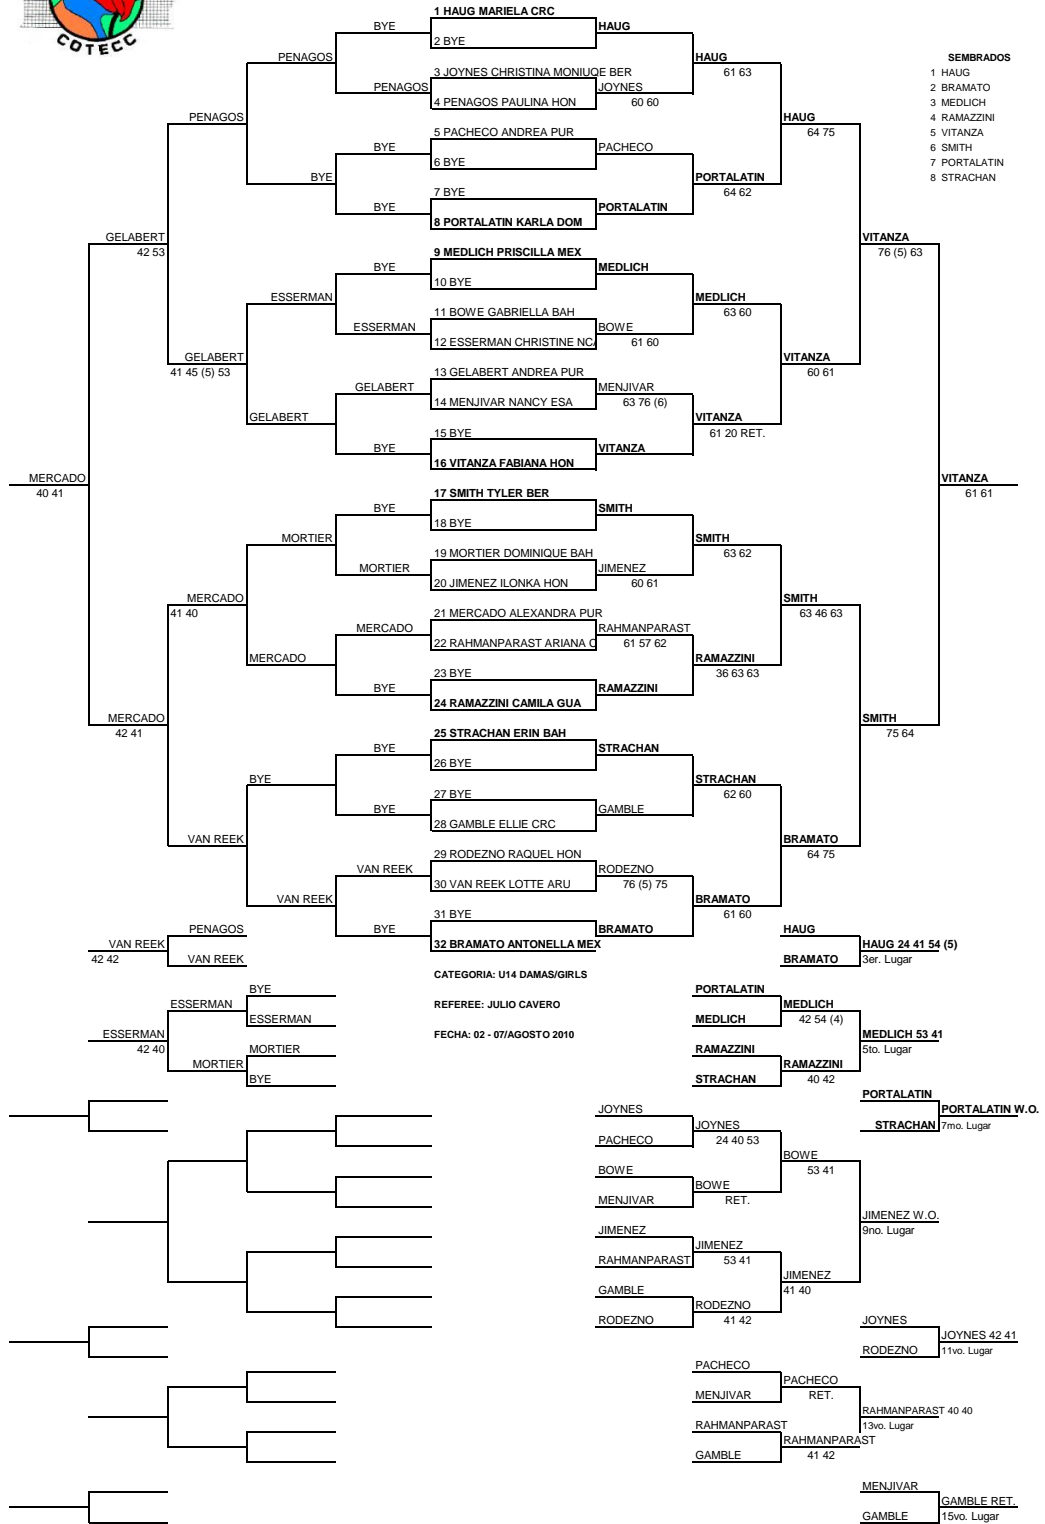 COTECC
SEMBRADOS
1 HAUG
2 BRAMATO
3 MEDLICH
4 RAMAZZINI
5 VITANZA
6 SMITH
7 PORTALATIN
8 STRACHAN
1 HAUG MARIELA CRC
BYE
HAUG
2 BYE
PENAGOS
HAUG
61 63
3 JOYNES CHRISTINA MONIUQE BER
PENAGOS
JOYNES
4 PENAGOS PAULINA HON
60 60
PENAGOS
HAUG
64 75
5 PACHECO ANDREA PUR
BYE
PACHECO
6 BYE
BYE
PORTALATIN
64 62
7 BYE
BYE
PORTALATIN
8 PORTALATIN KARLA DOM
GELABERT
42 53
VITANZA
76 (5) 63
9 MEDLICH PRISCILLA MEX
BYE
MEDLICH
10 BYE
ESSERMAN
MEDLICH
63 60
11 BOWE GABRIELLA BAH
ESSERMAN
BOWE
12 ESSERMAN CHRISTINE NCA
61 60
GELABERT
41 45 (5) 53
VITANZA
60 61
13 GELABERT ANDREA PUR
GELABERT
MENJIVAR
14 MENJIVAR NANCY ESA
63 76 (6)
GELABERT
VITANZA
61 20 RET.
15 BYE
BYE
VITANZA
16 VITANZA FABIANA HON
MERCADO
40 41
VITANZA
61 61
17 SMITH TYLER BER
BYE
SMITH
18 BYE
MORTIER
SMITH
63 62
19 MORTIER DOMINIQUE BAH
MORTIER
JIMENEZ
20 JIMENEZ ILONKA HON
60 61
MERCADO
41 40
SMITH
63 46 63
21 MERCADO ALEXANDRA PUR
MERCADO
RAHMANPARAST
22 RAHMANPARAST ARIANA C
61 57 62
MERCADO
RAMAZZINI
36 63 63
23 BYE
BYE
RAMAZZINI
24 RAMAZZINI CAMILA GUA
MERCADO
42 41
SMITH
75 64
25 STRACHAN ERIN BAH
BYE
STRACHAN
26 BYE
BYE
STRACHAN
62 60
27 BYE
BYE
GAMBLE
28 GAMBLE ELLIE CRC
VAN REEK
BRAMATO
64 75
29 RODEZNO RAQUEL HON
VAN REEK
RODEZNO
30 VAN REEK LOTTE ARU
76 (5) 75
VAN REEK
BRAMATO
61 60
31 BYE
BYE
BRAMATO
32 BRAMATO ANTONELLA MEX
PENAGOS
VAN REEK
42 42
VAN REEK
HAUG
HAUG 24 41 54 (5)
BRAMATO
3er. Lugar
CATEGORIA: U14 DAMAS/GIRLS
REFEREE: JULIO CAVERO
FECHA: 02 - 07/AGOSTO 2010
BYE
ESSERMAN
ESSERMAN
ESSERMAN
42 40
MORTIER
MORTIER
BYE
PORTALATIN
MEDLICH
MEDLICH
42 54 (4)
MEDLICH 53 41
5to. Lugar
RAMAZZINI
RAMAZZINI
STRACHAN
40 42
PORTALATIN
PORTALATIN W.O.
STRACHAN
7mo. Lugar
JOYNES
JOYNES
PACHECO
24 40 53
BOWE
53 41
BOWE
BOWE
MENJIVAR
RET.
JIMENEZ W.O.
9no. Lugar
JIMENEZ
JIMENEZ
RAHMANPARAST
53 41
JIMENEZ
41 40
GAMBLE
RODEZNO
RODEZNO
41 42
JOYNES
JOYNES 42 41
RODEZNO
11vo. Lugar
PACHECO
PACHECO
MENJIVAR
RET.
RAHMANPARAST 40 40
13vo. Lugar
RAHMANPARAST
RAHMANPARAST
GAMBLE
41 42
MENJIVAR
GAMBLE RET.
GAMBLE
15vo. Lugar